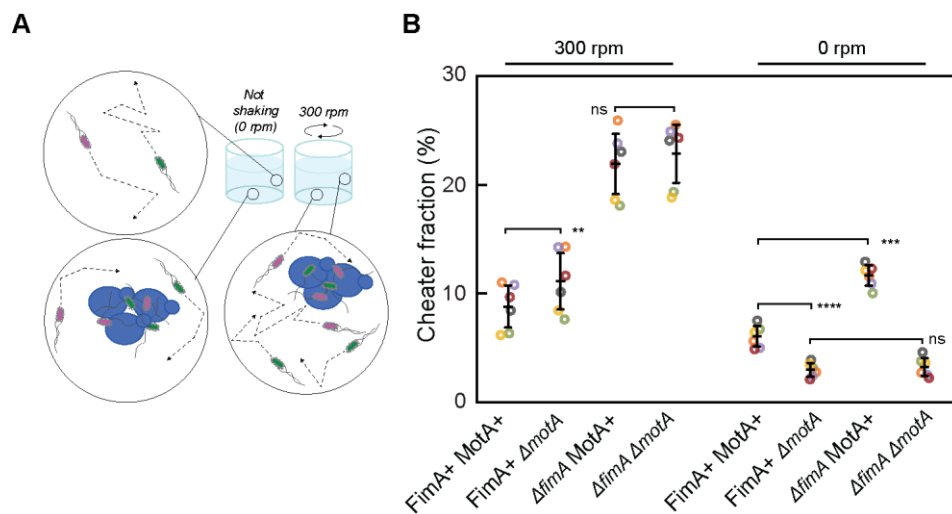 A
Not
shaking
(0 rpm)
300 rpm
B
300 rpm
0 rpm
Cheater fraction (%)
30
20
10
0
ns
**
***
****
ns
FimA+ MotA+
FimA+ ΔmotA
ΔfimA MotA+
ΔfimA ΔmotA
FimA+ MotA+
FimA+ ΔmotA
ΔfimA MotA+
ΔfimA ΔmotA